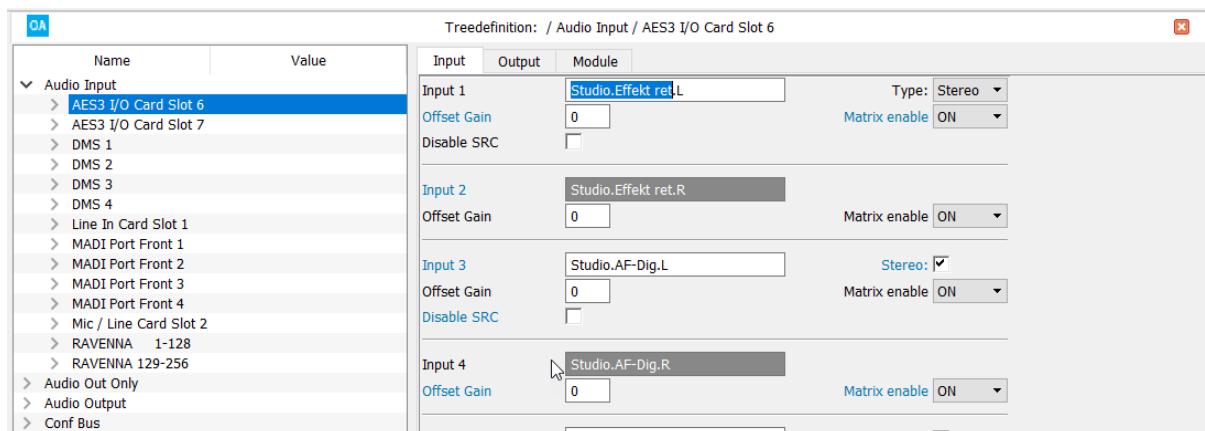 OA
Treedefinition: / Audio Input / AES3 I/O Card Slot 6
Name Value
Audio Input
AES3 I/O Card Slot 6
AES3 I/O Card Slot 7
DMS 1
DMS 2
DMS 3
DMS 4
Line In Card Slot 1
MADI Port Front 1
MADI Port Front 2
MADI Port Front 3
MADI Port Front 4
Mic / Line Card Slot 2
RAVENNA 1-128
RAVENNA 129-256
Audio Out Only
Audio Output
Conf Bus
Input Output Module
Input 1 Studio.Effekt ret.L Type: Stereo
Offset Gain 0 Matrix enable ON
Disable SRC
Input 2 Studio.Effekt ret.R
Offset Gain 0 Matrix enable ON
Input 3 Studio.AF-Dig.L Stereo:
Offset Gain 0 Matrix enable ON
Disable SRC
Input 4 Studio.AF-Dig.R
Offset Gain 0 Matrix enable ON